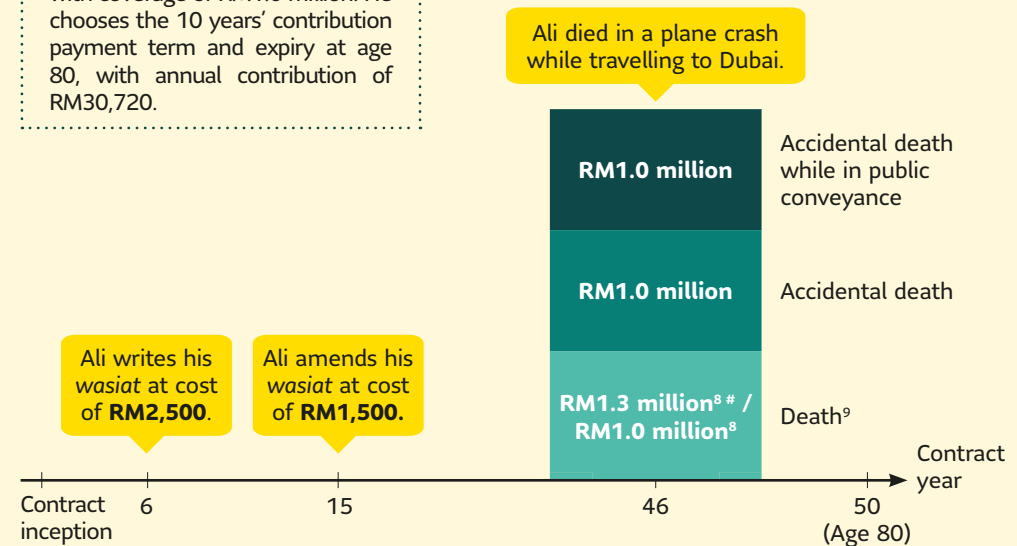 chooses the 10 years' contribution
payment term and expiry at age
80, with annual contribution of
RM30,720.
Ali died in a plane crash
while travelling to Dubai.
RM1.0 million
Accidental death
while in public
conveyance
RM1.0 million
Accidental death
Ali writes his
wasiat at cost
of RM2,500.
Ali amends his
wasiat at cost
of RM1,500.
RM1.3 million⁸ # /
RM1.0 million⁸
Death⁹
Contract
year
Contract
inception
6
15
46
50
(Age 80)